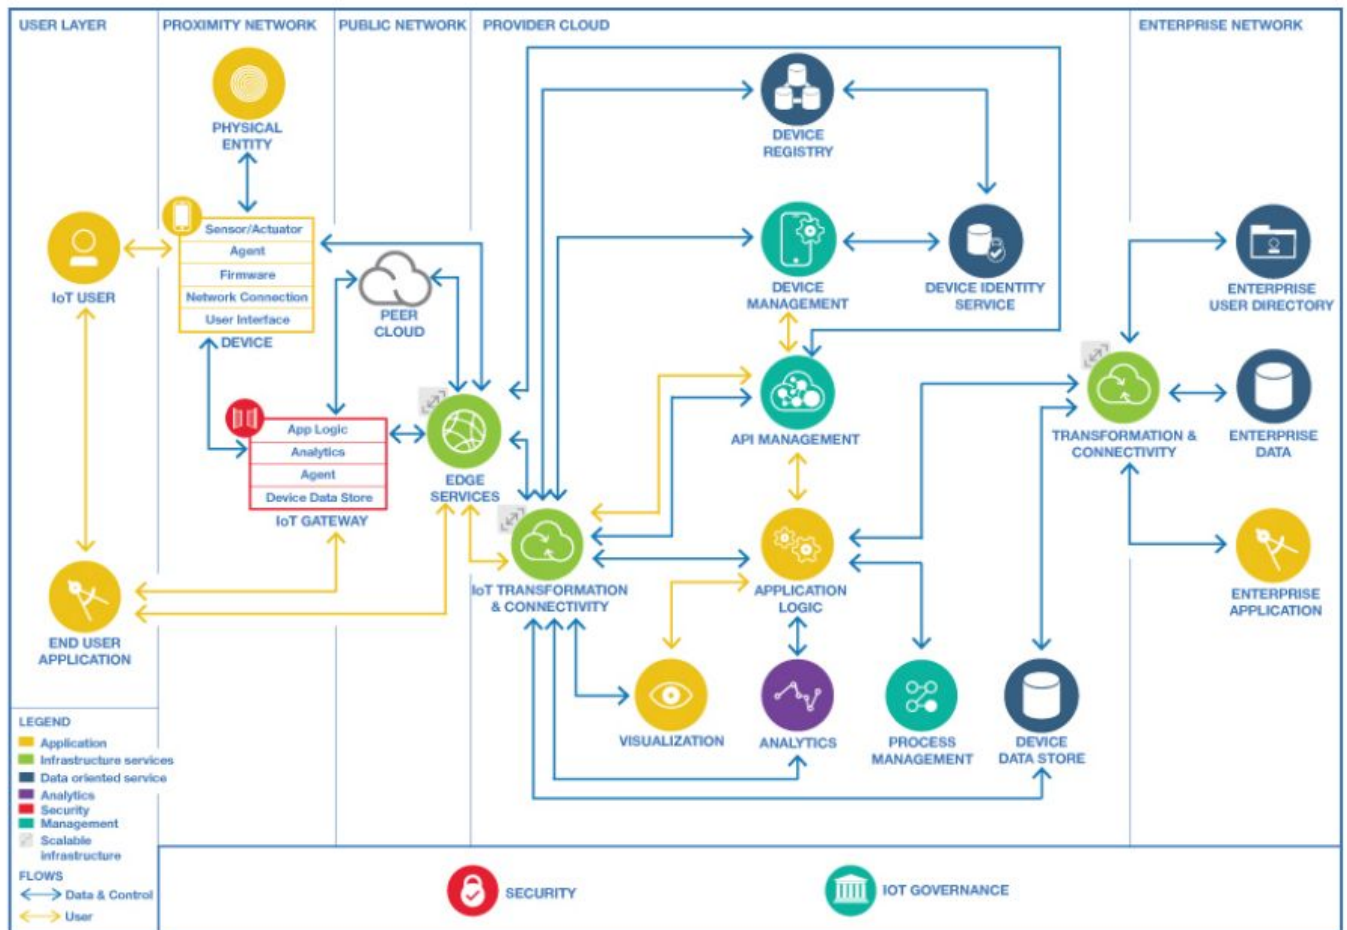 USER LAYER
PROXIMITY NETWORK
PUBLIC NETWORK
PROVIDER CLOUD
ENTERPRISE NETWORK
PHYSICAL
ENTITY
DEVICE
REGISTRY
IoT USER
Sensor/Actuator
Agent
Firmware
Network Connection
User Interface
DEVICE
PEER
CLOUD
DEVICE
MANAGEMENT
DEVICE IDENTITY
SERVICE
ENTERPRISE
USER DIRECTORY
App Logic
Analytics
Agent
Device Data Store
IoT GATEWAY
EDGE
SERVICES
API MANAGEMENT
TRANSFORMATION &
CONNECTIVITY
ENTERPRISE
DATA
END USER
APPLICATION
IoT TRANSFORMATION
& CONNECTIVITY
APPLICATION
LOGIC
ENTERPRISE
APPLICATION
VISUALIZATION
ANALYTICS
PROCESS
MANAGEMENT
DEVICE
DATA STORE
LEGEND
Application
Infrastructure services
Data oriented service
Analytics
Security
Management
Scalable
infrastructure
FLOWS
Data & Control
User
SECURITY
IOT GOVERNANCE